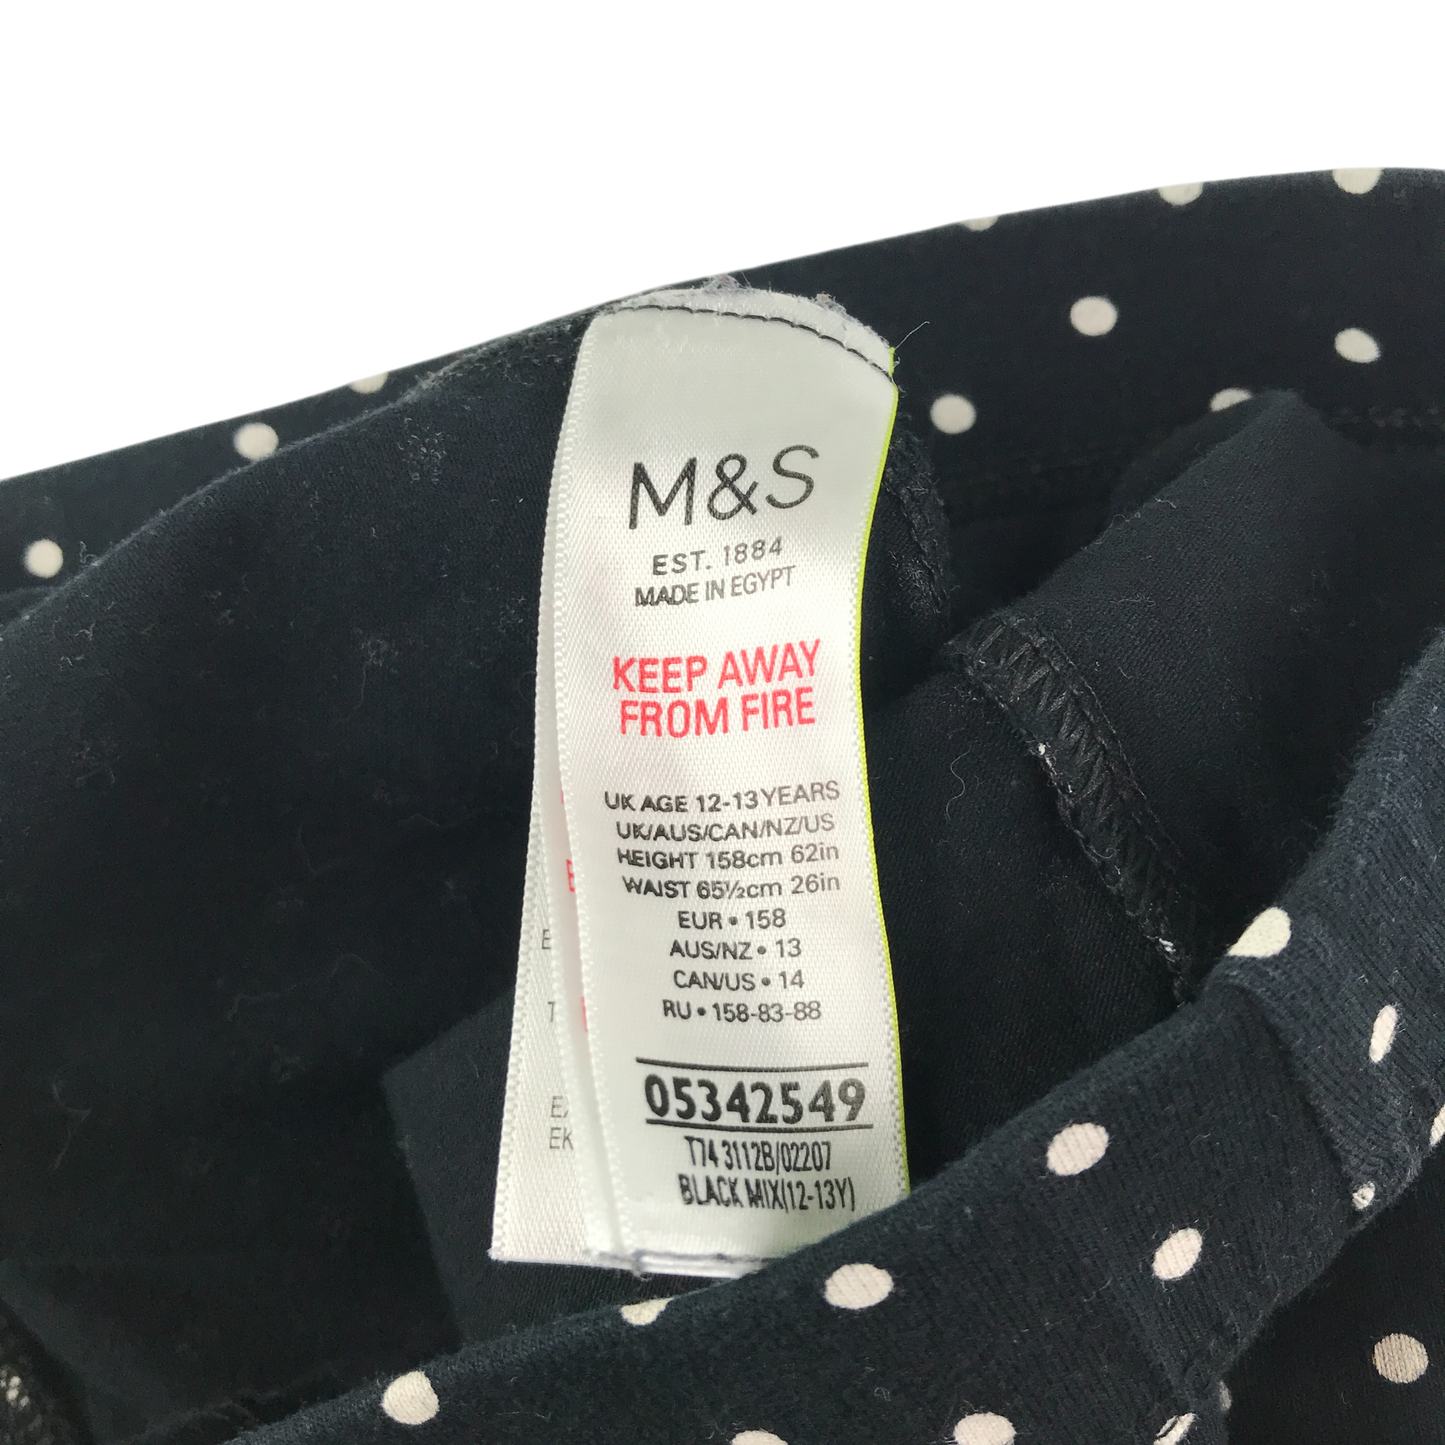 M&S
EST. 1884
MADE IN EGYPT
KEEP AWAY
FROM FIRE
UK AGE 12-13 YEARS
UK/AUS/CAN/NZ/US
HEIGHT 158cm 62in
WAIST 65½cm 26in
EUR • 158
AUS/NZ • 13
CAN/US • 14
RU • 158-83-88
05342549
T74 3112B/02207
BLACK MIX(12-13Y)